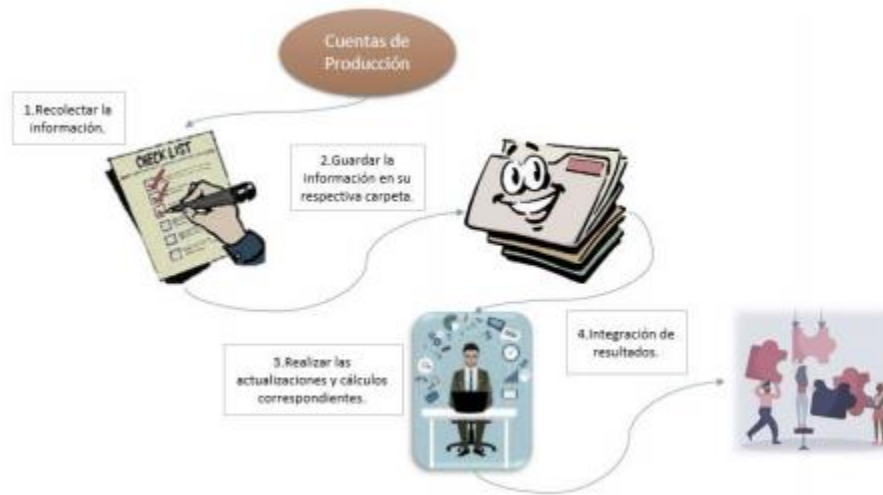 Cuentas de
Producción
1.Recolectar la
información.
CHECK LIST
2.Guardar la
información en su
respectiva carpeta.
3.Realizar las
actualizaciones y cálculos
correspondientes.
4.Integración de
resultados.